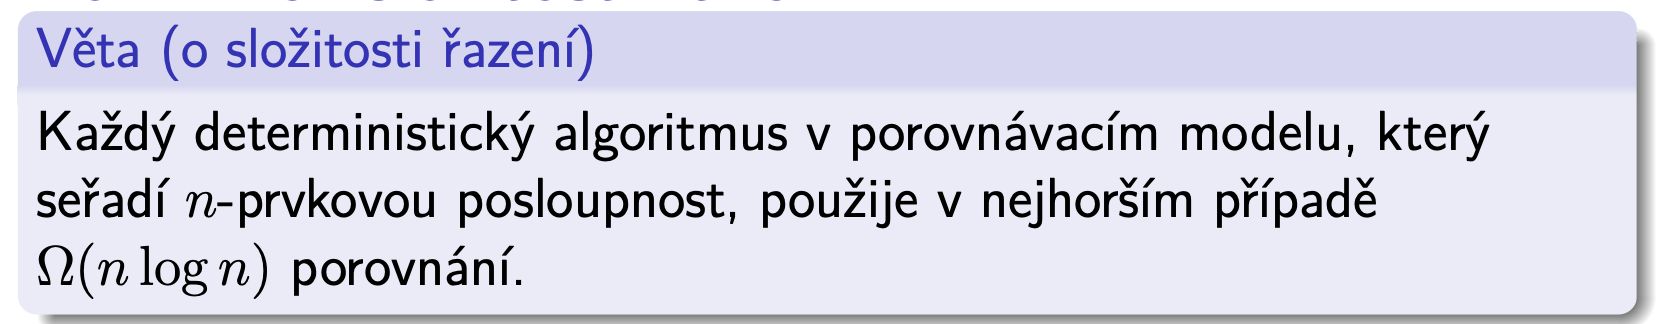 Věta (o složitosti řazení)
Každý deterministický algoritmus v porovnávacím modelu, který
seřadí n-prvkovou posloupnost, použije v nejhorším případě
Ω(n log n) porovnání.